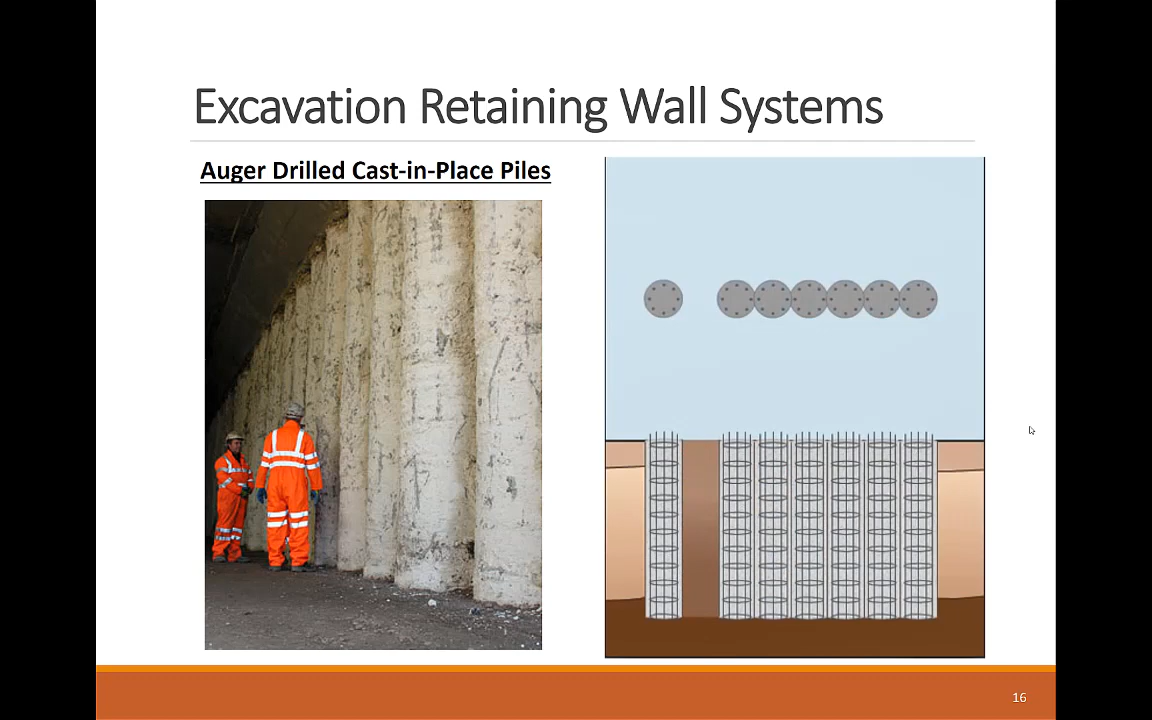 Excavation Retaining Wall Systems
Auger Drilled Cast-in-Place Piles
16